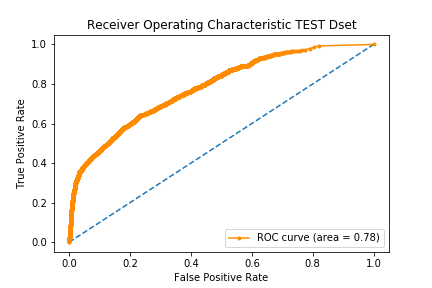 Receiver Operating Characteristic TEST Dset
True Positive Rate
1.0
0.8
0.6
0.4
0.2
0.0
ROC curve (area = 0.78)
0.0 0.2 0.4 0.6 0.8 1.0
False Positive Rate